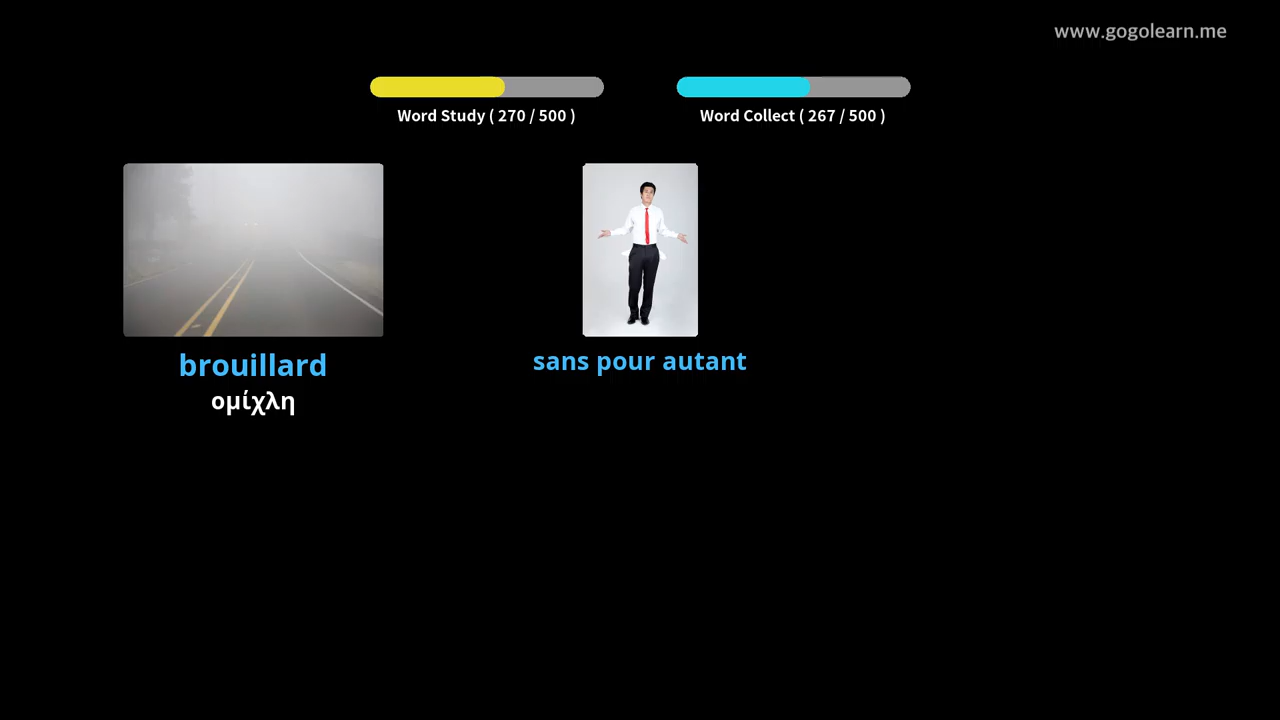 www.gogolearn.me
Word Study ( 270 / 500 )
Word Collect ( 267 / 500 )
brouillard
ομίχλη
sans pour autant